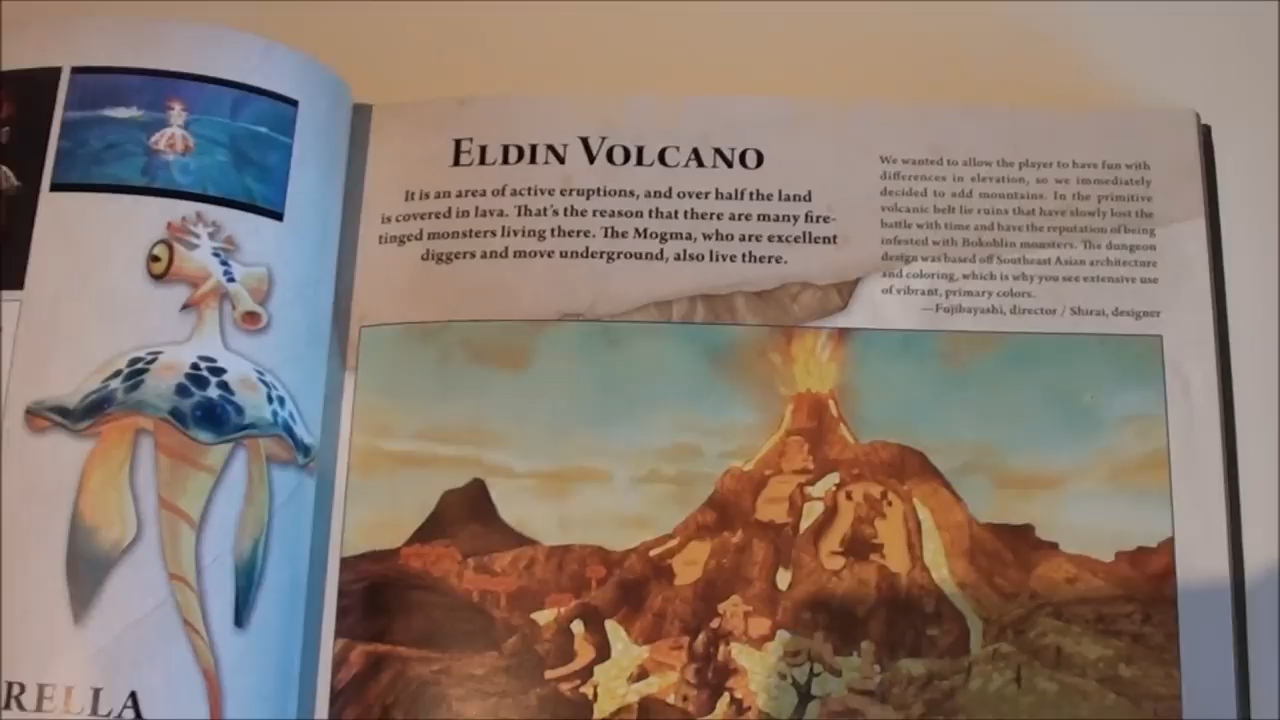 RELLA
ELDIN VOLCANO
It is an area of active eruptions, and over half the land
is covered in lava. That's the reason that there are many fire-
tinged monsters living there. The Mogma, who are excellent
diggers and move underground, also live there.
We wanted to allow the player to have fun with
differences in elevation, so we immediately
decided to add mountains. In the primitive
volcanic belt lie ruins that have slowly lost the
battle with time and have the reputation of being
infested with Bokoblin monsters. The dungeon
design was based off Southeast Asian architecture
and coloring, which is why you see extensive use
of vibrant, primary colors.
—Fujibayashi, director / Shirai, designer